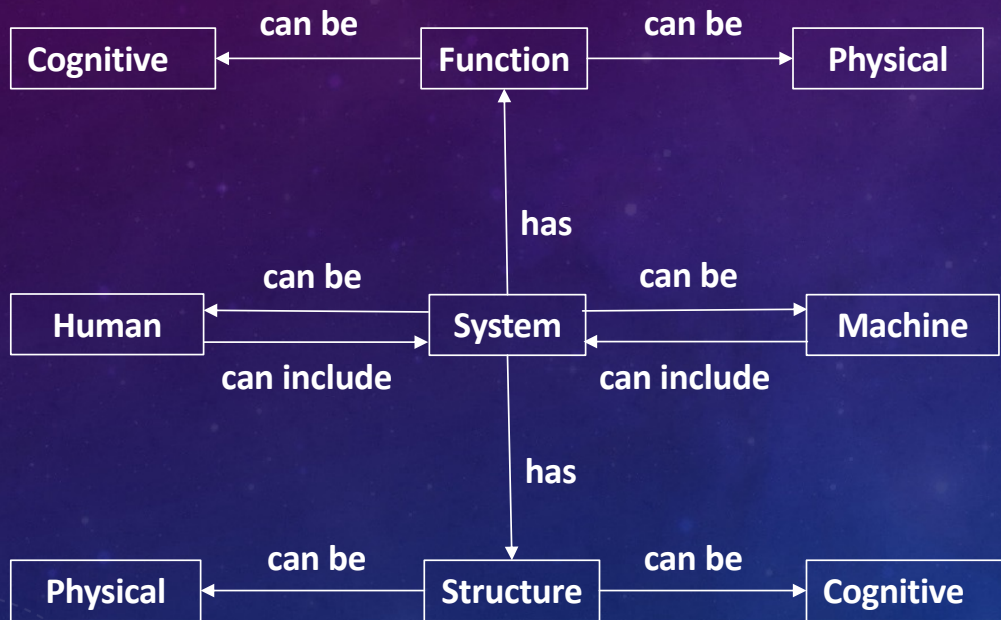 can be
can be
Cognitive
Function
Physical
has
can be
can be
Human
System
Machine
can include
can include
has
can be
can be
Physical
Structure
Cognitive